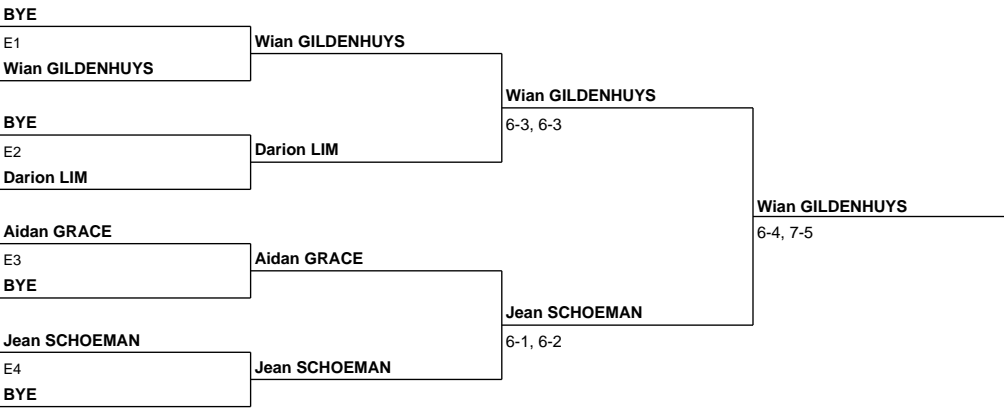 BYE
E1
Wian GILDENHUYS
Wian GILDENHUYS
BYE
E2
Darion LIM
Darion LIM
Wian GILDENHUYS
6-3, 6-3
Aidan GRACE
E3
BYE
Aidan GRACE
Jean SCHOEMAN
E4
BYE
Jean SCHOEMAN
Jean SCHOEMAN
6-1, 6-2
Wian GILDENHUYS
6-4, 7-5